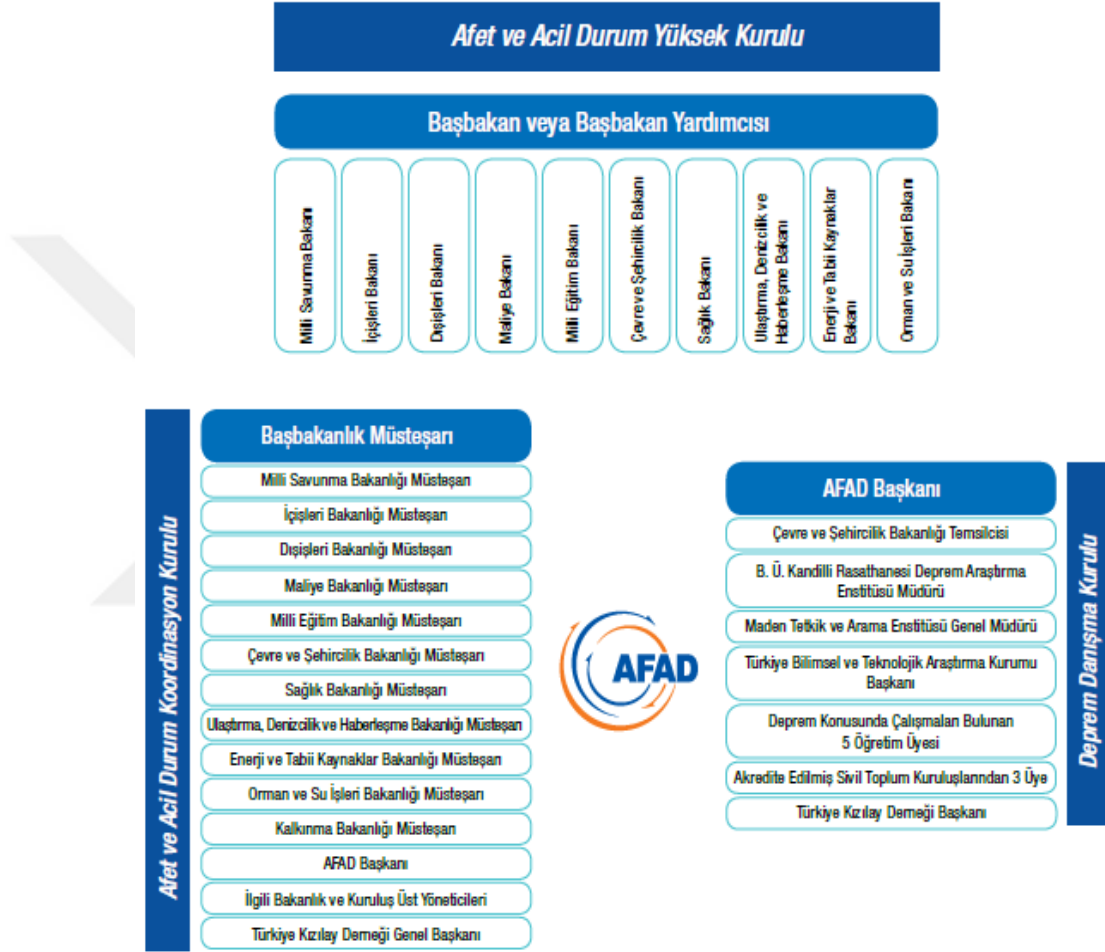 Afet ve Acil Durum Yüksek Kurulu
Başbakan veya Başbakan Yardımcısı
Milli Savunma Bakanı
İçişleri Bakanı
Dışişleri Bakanı
Maliye Bakanı
Milli Eğitim Bakanı
Çevre ve Şehircilik Bakanı
Sağlık Bakanı
Ulaştırma, Denizcilik ve
Haberleşme Bakanı
Enerji ve Tabii Kaynaklar
Bakanı
Orman ve Su İşleri Bakanı
Afet ve Acil Durum Koordinasyon Kurulu
Başbakanlık Müsteşarı
Milli Savunma Bakanlığı Müsteşarı
İçişleri Bakanlığı Müsteşarı
Dışişleri Bakanlığı Müsteşarı
Maliye Bakanlığı Müsteşarı
Milli Eğitim Bakanlığı Müsteşarı
Çevre ve Şehircilik Bakanlığı Müsteşarı
Sağlık Bakanlığı Müsteşarı
Ulaştırma, Denizcilik ve Haberleşme Bakanlığı Müsteşarı
Enerji ve Tabii Kaynaklar Bakanlığı Müsteşarı
Orman ve Su İşleri Bakanlığı Müsteşarı
Kalkınma Bakanlığı Müsteşarı
AFAD Başkanı
İlgili Bakanlık ve Kuruluş Üst Yöneticileri
Türkiye Kızılay Derneği Genel Başkanı
AFAD
AFAD Başkanı
Çevre ve Şehircilik Bakanlığı Temsilcisi
B. Ü. Kandilli Rasathanesi Deprem Araştırma
Enstitüsü Müdürü
Maden Tetkik ve Arama Enstitüsü Genel Müdürü
Türkiye Bilimsel ve Teknolojik Araştırma Kurumu
Başkanı
Deprem Konusunda Çalışmaları Bulunan
5 Öğretim Üyesi
Akredite Edilmiş Sivil Toplum Kuruluşlarından 3 Üye
Türkiye Kızılay Derneği Başkanı
Deprem Danışma Kurulu